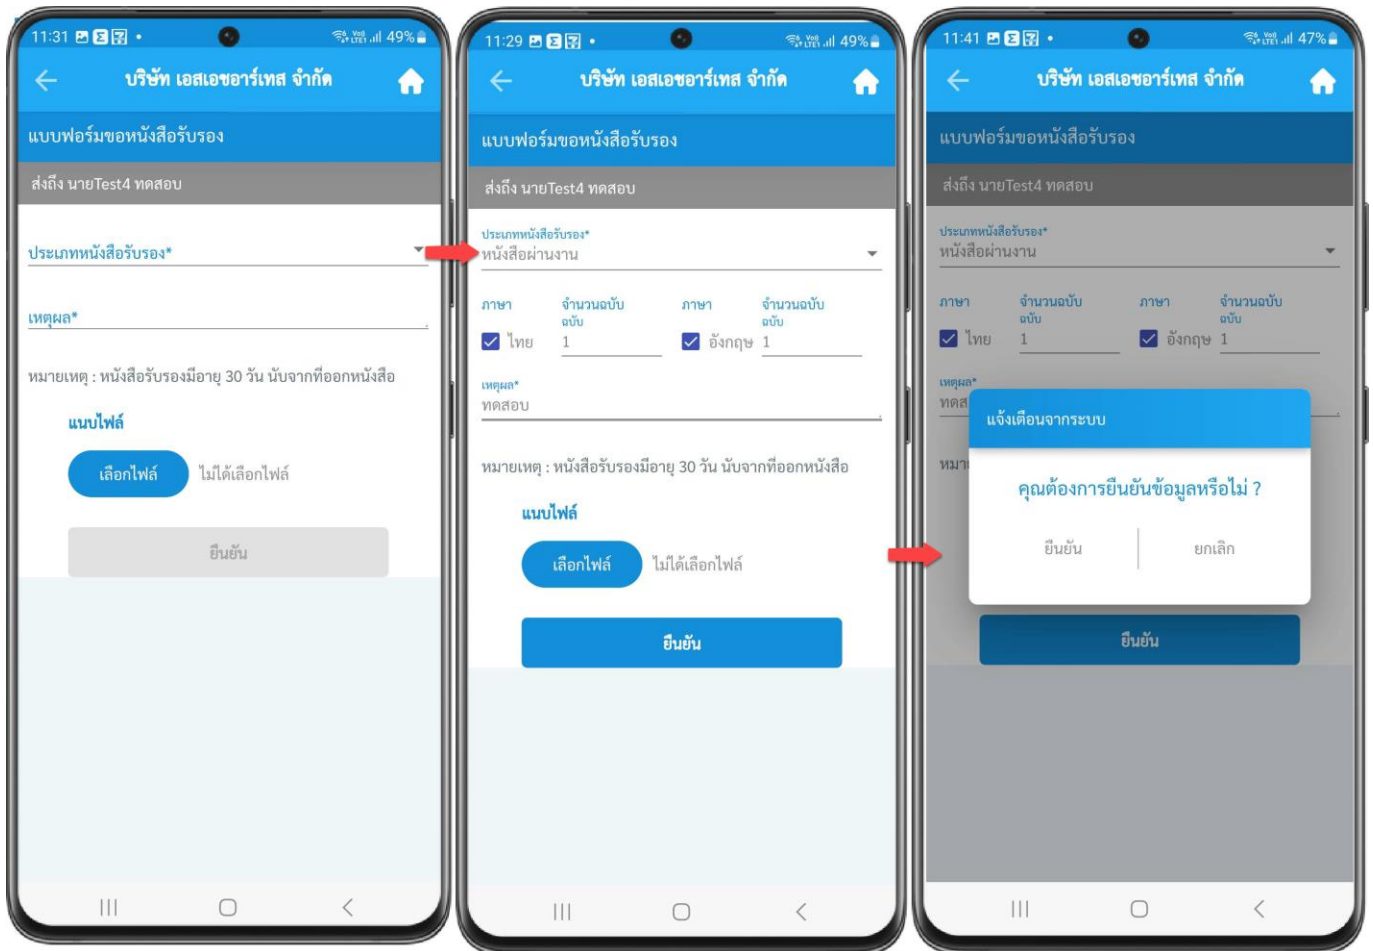 11:31
49%
บริษัท เอสเอชอาร์เทส จำกัด
แบบฟอร์มขอหนังสือรับรอง
ส่งถึง นายTest4 ทดสอบ
ประเภทหนังสือรับรอง*
เหตุผล*
หมายเหตุ : หนังสือรับรองมีอายุ 30 วัน นับจากที่ออกหนังสือ
แนบไฟล์
เลือกไฟล์ ไม่ได้เลือกไฟล์
ยืนยัน
11:29
49%
บริษัท เอสเอชอาร์เทส จำกัด
แบบฟอร์มขอหนังสือรับรอง
ส่งถึง นายTest4 ทดสอบ
ประเภทหนังสือรับรอง*
หนังสือผ่านงาน
ภาษา จำนวนฉบับ ภาษา จำนวนฉบับ
ฉบับ ฉบับ
ไทย 1 อังกฤษ 1
เหตุผล*
ทดสอบ
หมายเหตุ : หนังสือรับรองมีอายุ 30 วัน นับจากที่ออกหนังสือ
แนบไฟล์
เลือกไฟล์ ไม่ได้เลือกไฟล์
ยืนยัน
11:41
47%
บริษัท เอสเอชอาร์เทส จำกัด
แบบฟอร์มขอหนังสือรับรอง
ส่งถึง นายTest4 ทดสอบ
ประเภทหนังสือรับรอง*
หนังสือผ่านงาน
ภาษา จำนวนฉบับ ภาษา จำนวนฉบับ
ฉบับ ฉบับ
ไทย 1 อังกฤษ 1
เหตุผล*
ทดส
แจ้งเตือนจากระบบ
หมา
คุณต้องการยืนยันข้อมูลหรือไม่ ?
ยืนยัน ยกเลิก
ยืนยัน